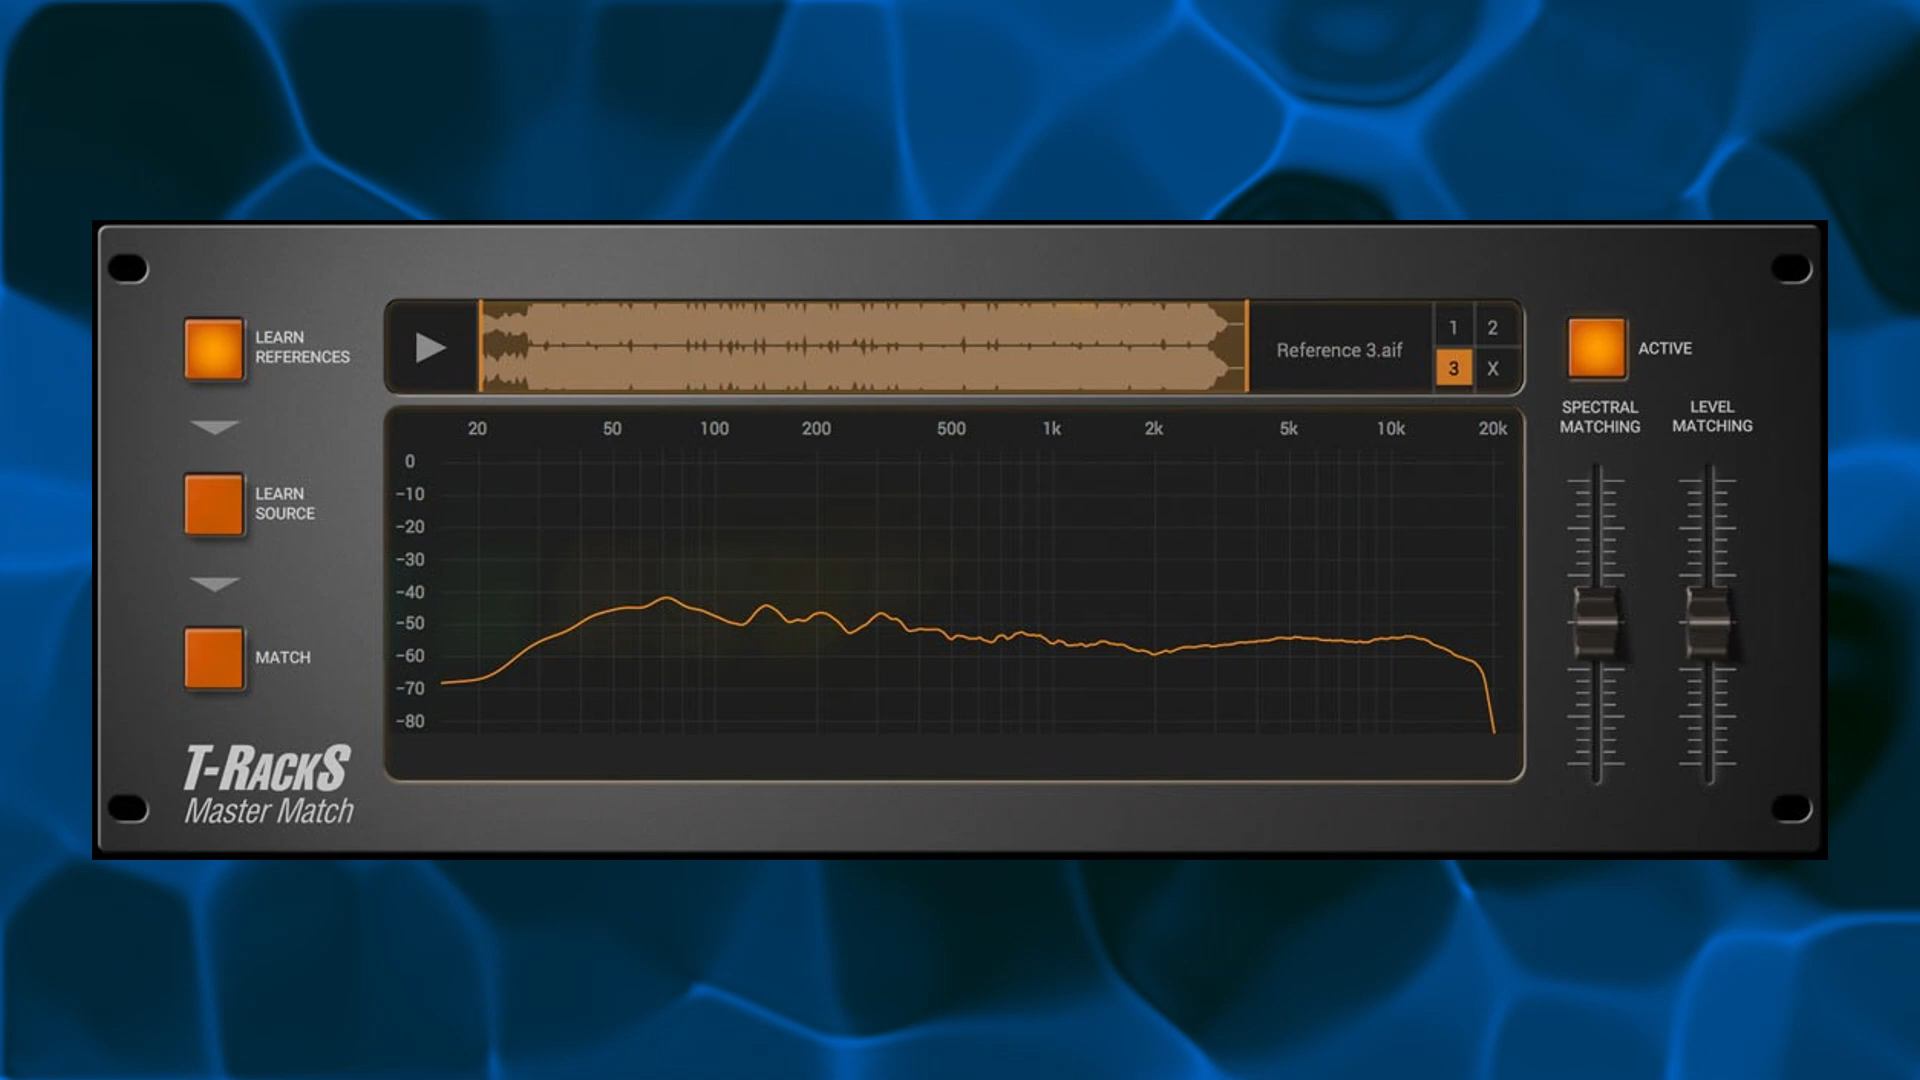 LEARN
REFERENCES
Reference 3.aif
1 2
3 X
ACTIVE
SPECTRAL
MATCHING
LEVEL
MATCHING
20 50 100 200 500 1k 2k 5k 10k 20k
0
-10
-20
-30
-40
-50
-60
-70
-80
LEARN
SOURCE
MATCH
T-RACKS
Master Match